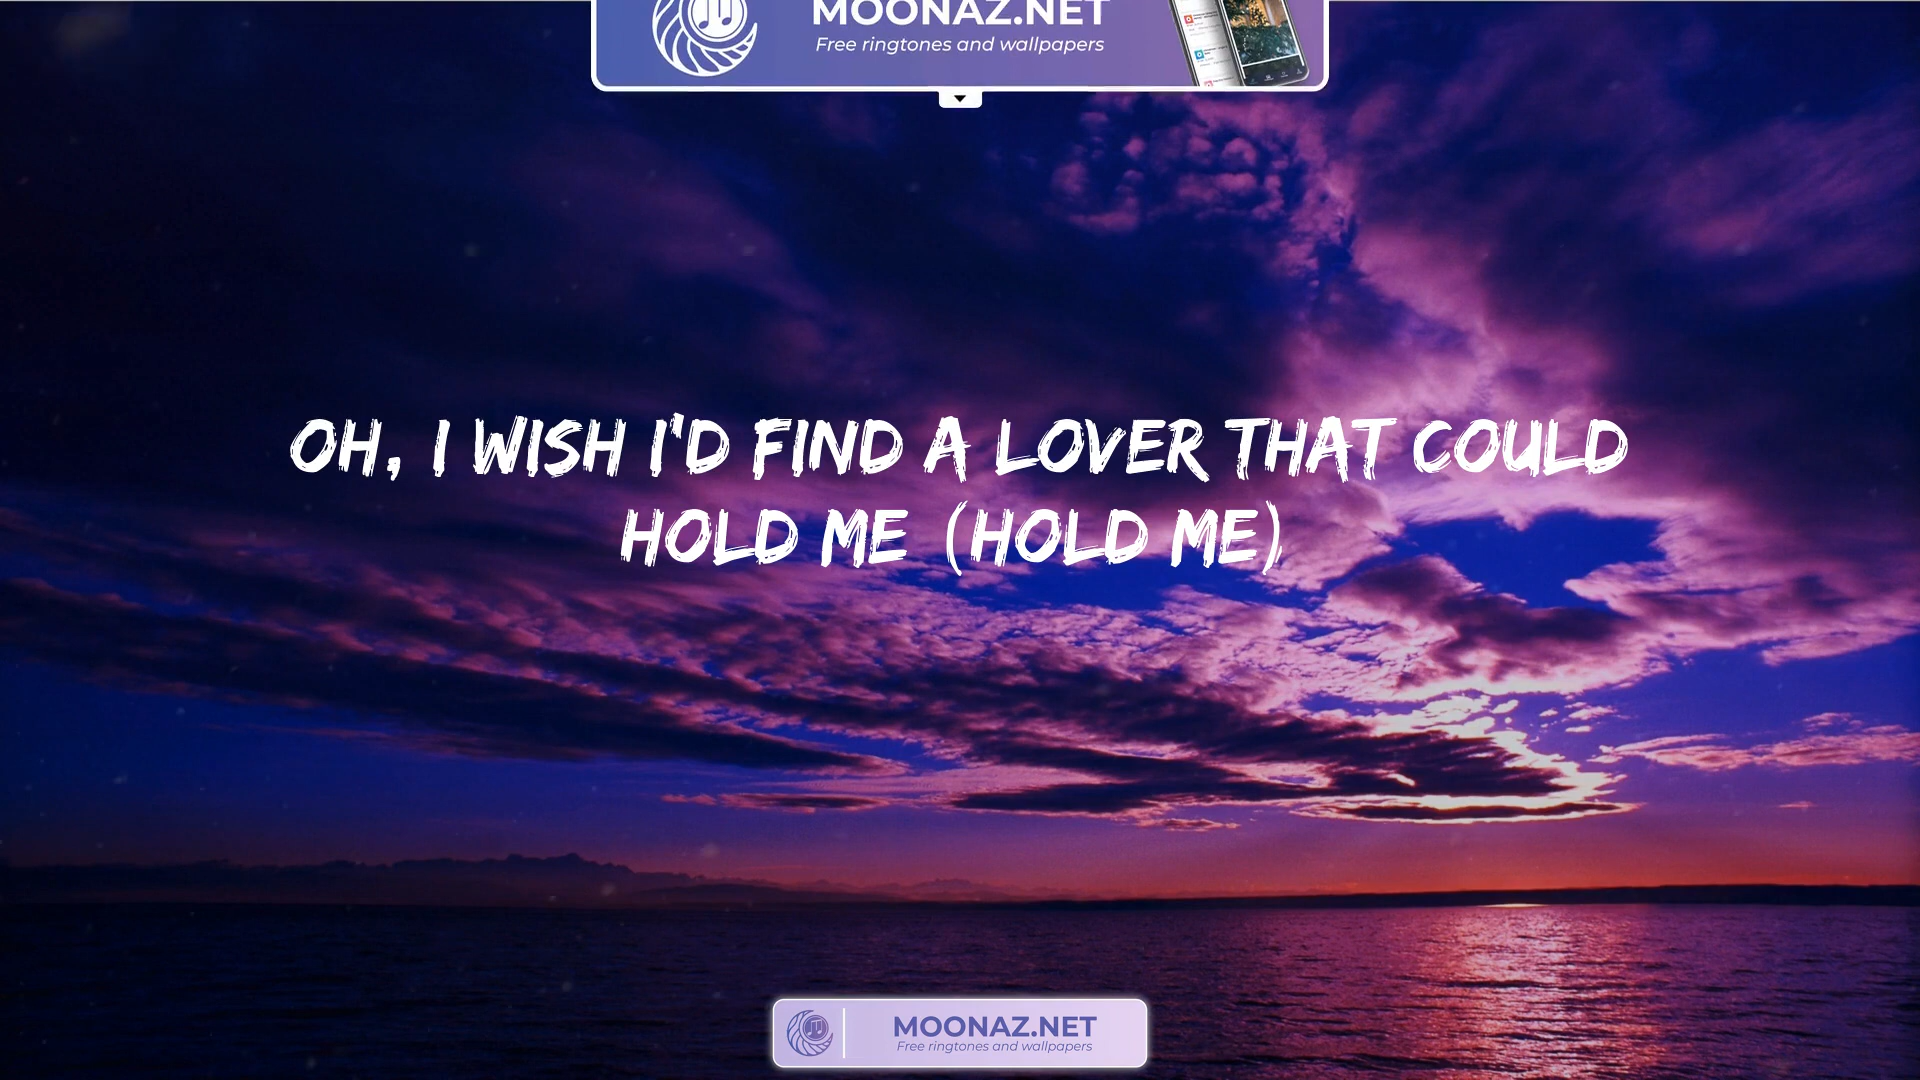 MOONAZ.NET
Free ringtones and wallpapers
OH, I WISH I'D FIND A LOVER THAT COULD
HOLD ME (HOLD ME)
MOONAZ.NET
Free ringtones and wallpapers